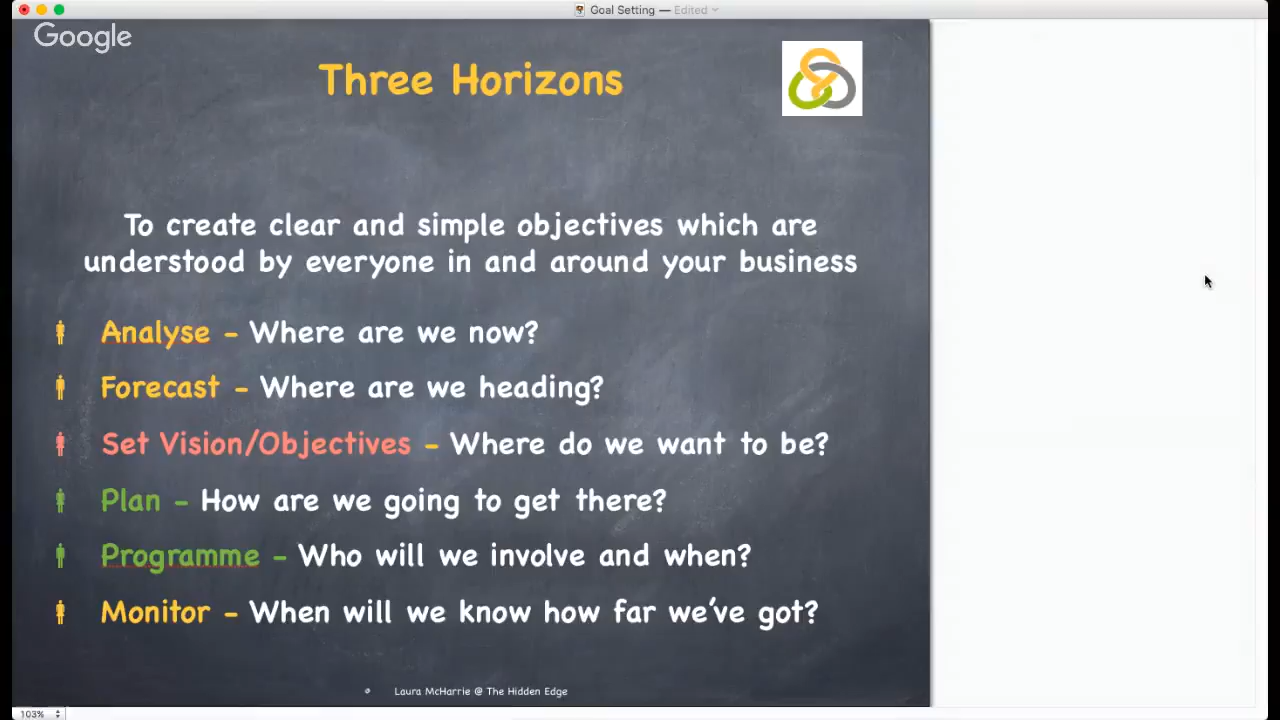 Goal Setting — Edited
Google
Three Horizons
To create clear and simple objectives which are
understood by everyone in and around your business
Analyse - Where are we now?
Forecast - Where are we heading?
Set Vision/Objectives - Where do we want to be?
Plan - How are we going to get there?
Programme - Who will we involve and when?
Monitor - When will we know how far we've got?
Laura McHarrie @ The Hidden Edge
103%